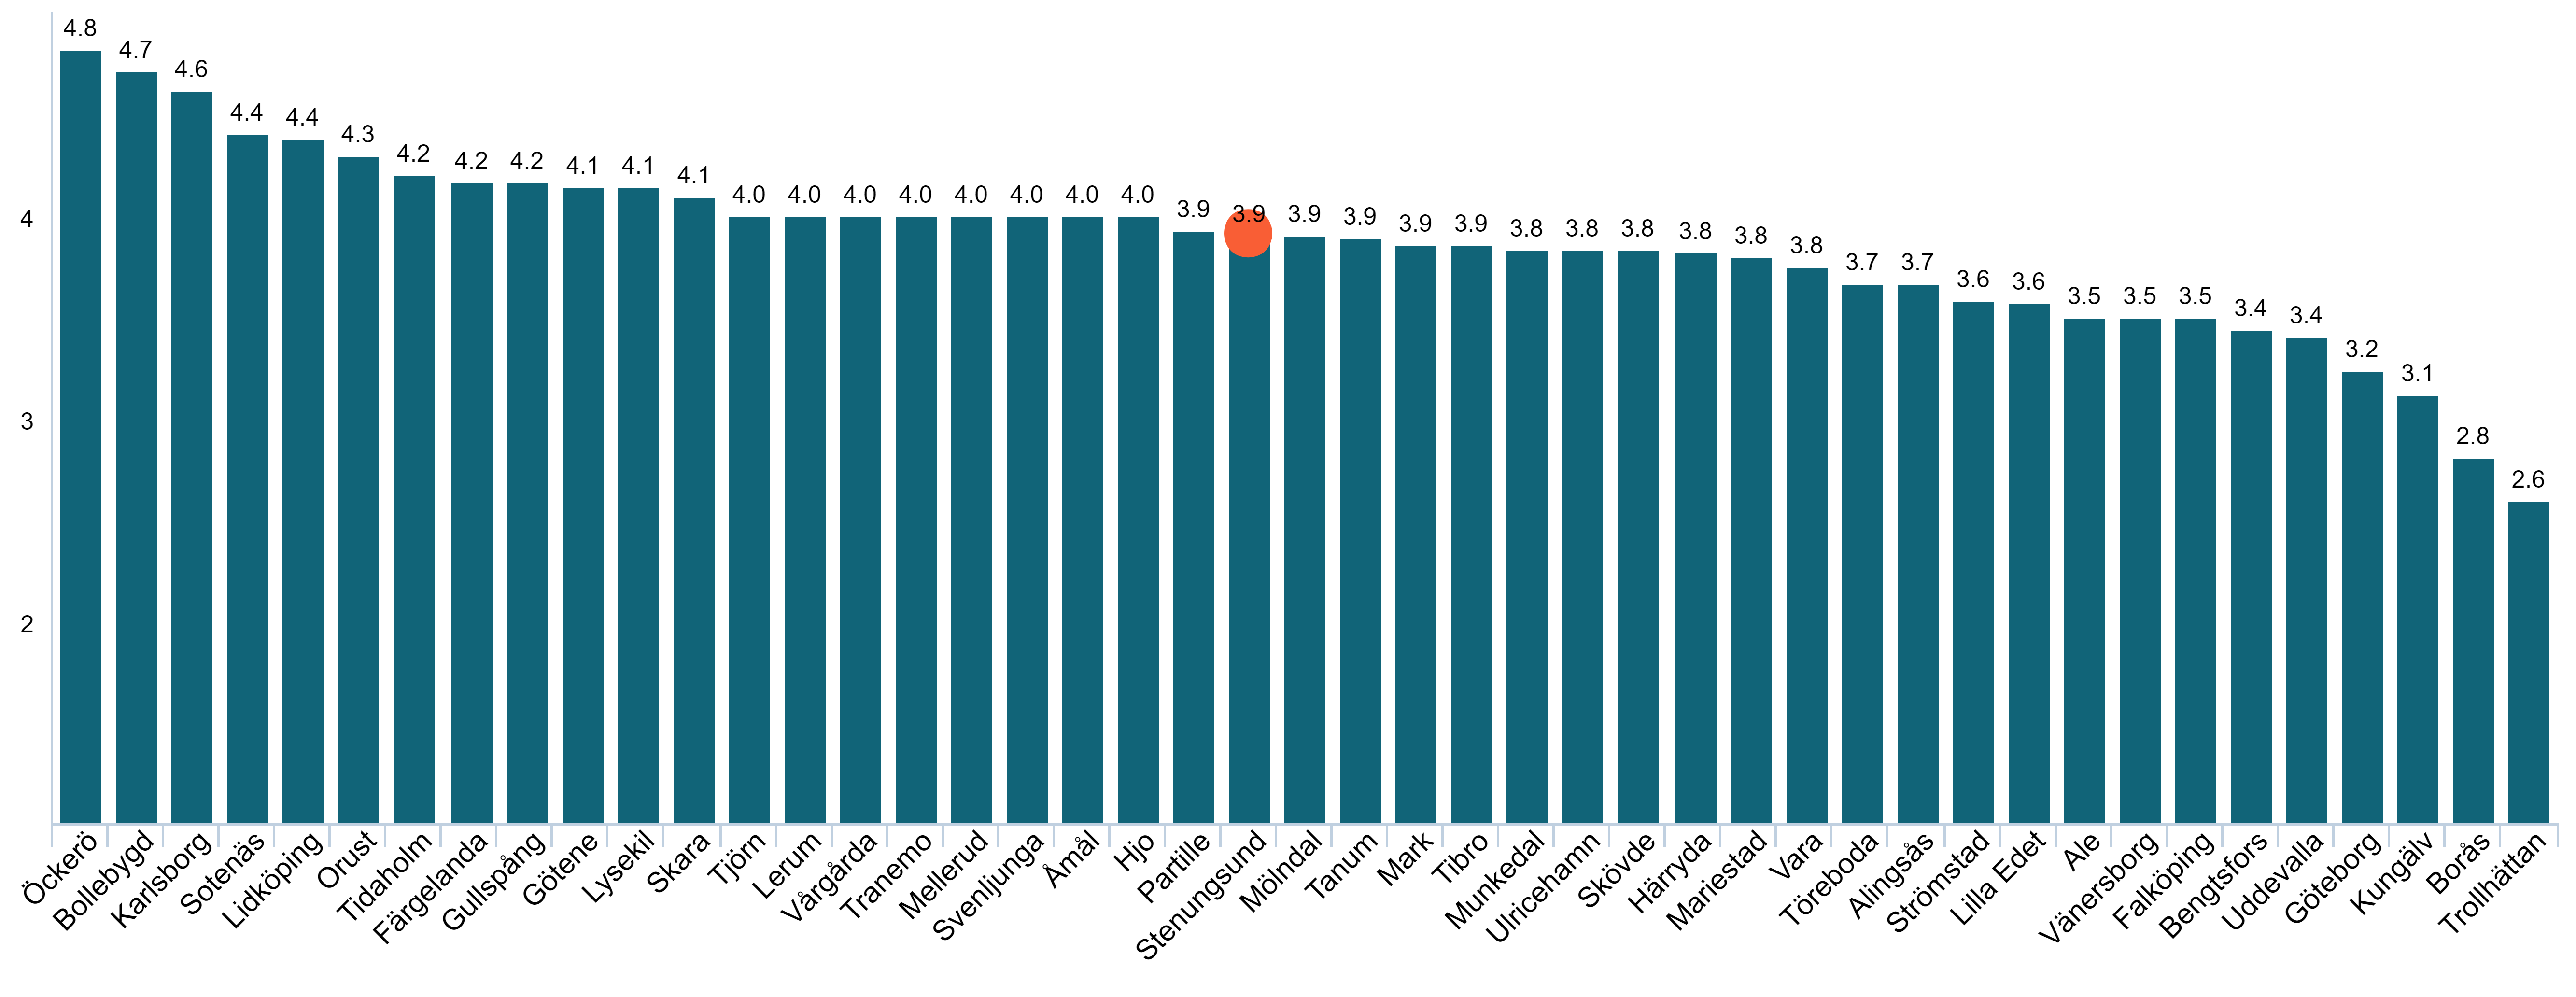 4.8 4.7 4.6 4.4 4.4 4.3 4.2 4.2 4.2 4.1 4.1 4.1 4.0 4.0 4.0 4.0 4.0 4.0 4.0 4.0 3.9 3.9 3.9 3.9 3.9 3.9 3.8 3.8 3.8 3.8 3.8 3.8 3.7 3.7 3.6 3.6 3.5 3.5 3.5 3.4 3.4 3.2 3.1 2.8 2.6
4
3
2
Öckerö
Bollebygd
Karlsborg
Sotenäs
Lidköping
Orust
Tidaholm
Färgelanda
Gullspång
Götene
Lysekil
Skara
Tjörn
Lerum
Vårgårda
Tranemo
Mellerud
Svenljunga
Åmål
Hjo
Partille
Stenungsund
Mölndal
Tanum
Mark
Tibro
Munkedal
Ulricehamn
Skövde
Härryda
Mariestad
Vara
Töreboda
Alingsås
Strömstad
Lilla Edet
Ale
Vänersborg
Falköping
Bengtsfors
Uddevalla
Göteborg
Kungälv
Borås
Trollhättan